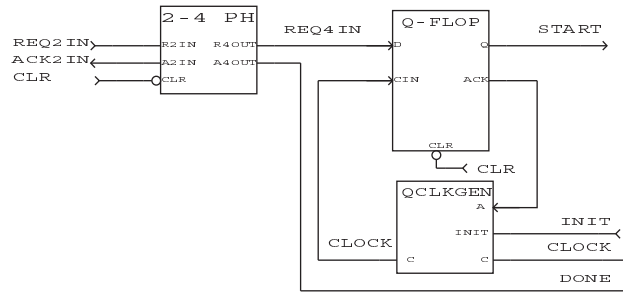 2-4 PH
Q-FLOP
REQ2IN
R2IN
R4OUT
REQ4IN
D
Q
START
ACK2IN
A2IN
A4OUT
CLR
CLR
CIN
ACK
CLR
CLR
QCLKGEN
A
INIT
INIT
CLOCK
CLOCK
C
C
DONE